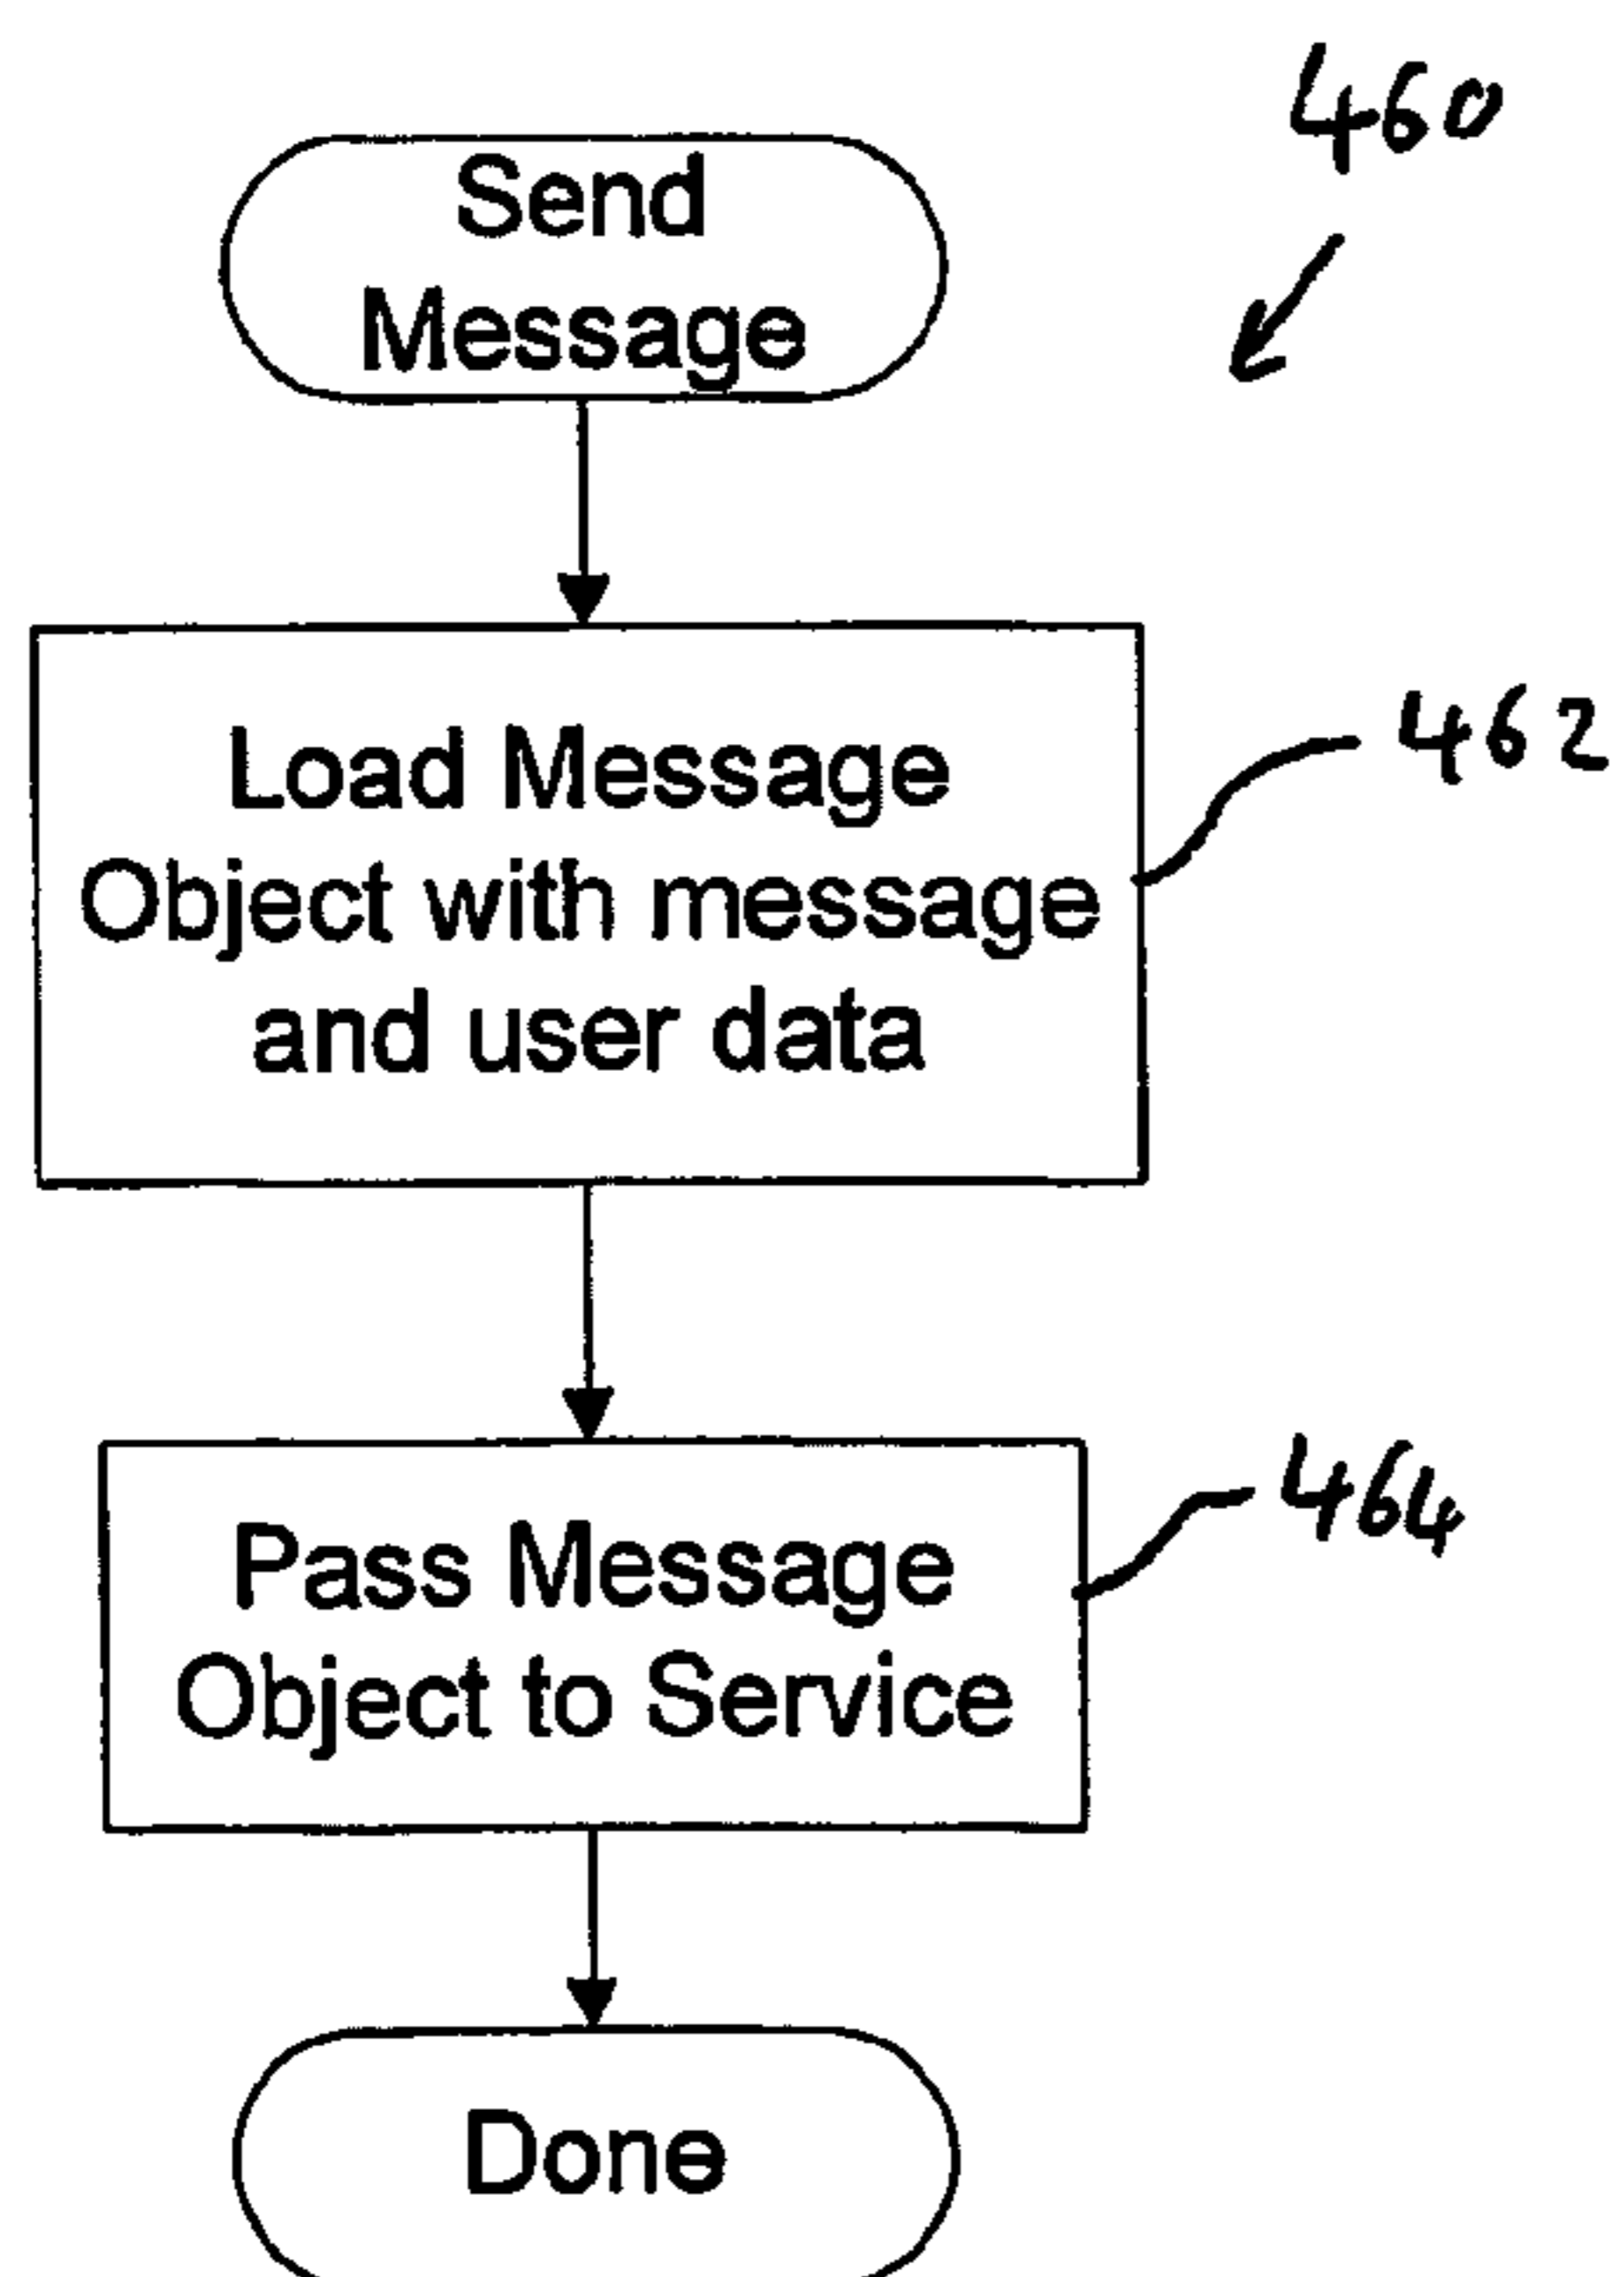 460
Send
Message
Load Message
Object with message
and user data
462
Pass Message
Object to Service
464
Done